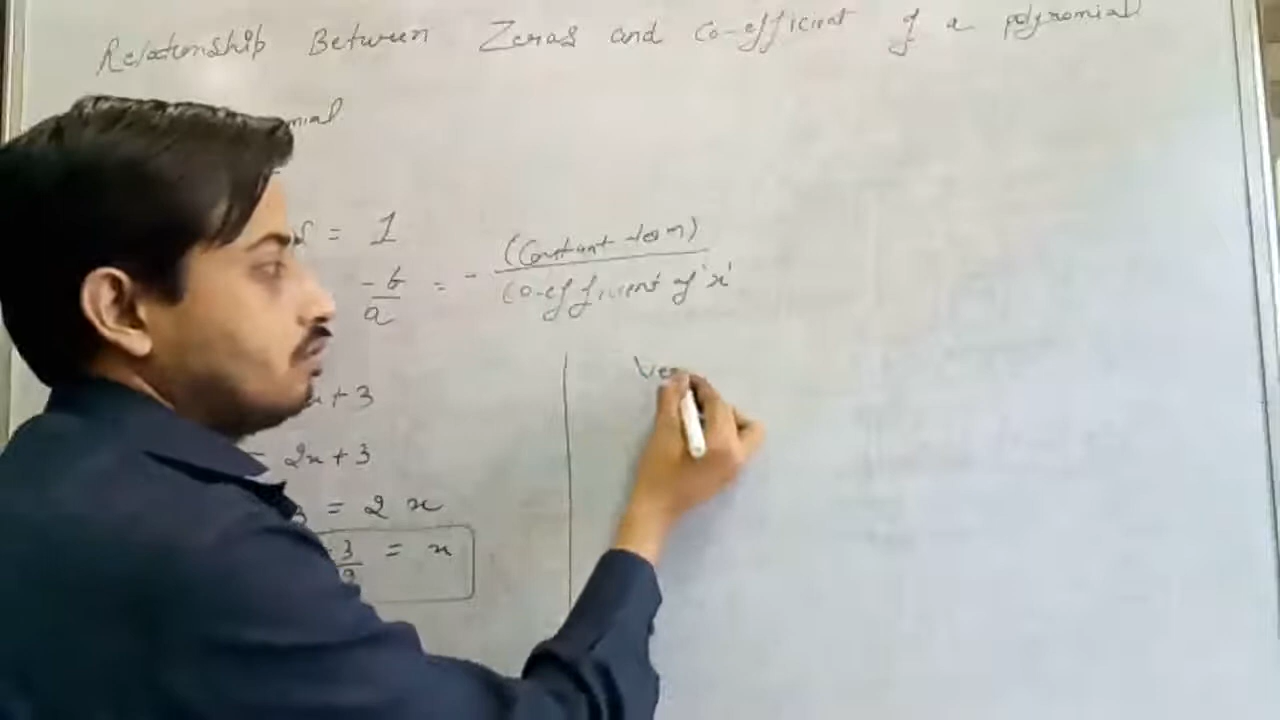 Relationship Between Zeros and Co-efficient of a polynomial
mial
= 1
-b/a = - (Constant term)/(Co-efficient of 'x')
x + 3
= 2x + 3
3 = 2x
-3/2 = x
Ver